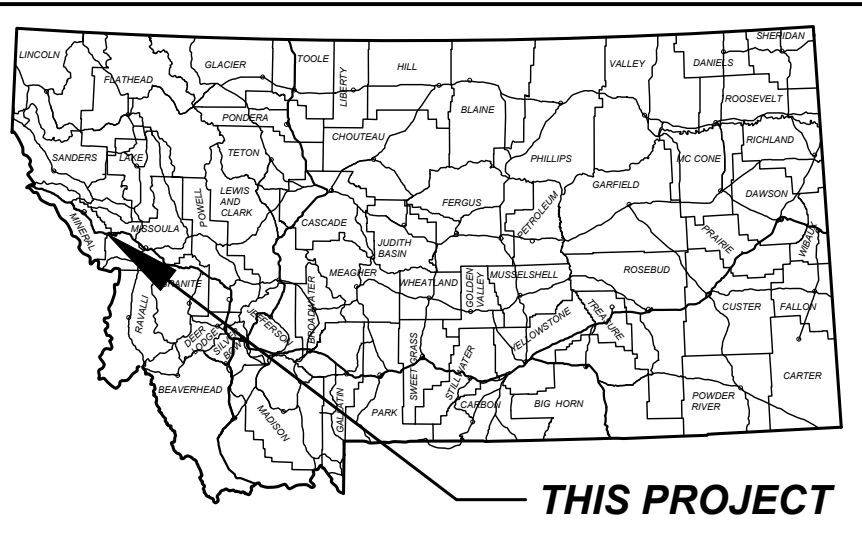 LINCOLN
FLATHEAD
GLACIER
TOOLE
LIBERTY
HILL
BLAINE
PHILLIPS
VALLEY
DANIELS
SHERIDAN
ROOSEVELT
RICHLAND
MC CONE
DAWSON
WIBAUX
PRAIRIE
GARFIELD
PETROLEUM
FERGUS
CHOUTEAU
PONDERA
TETON
LEWIS
AND
CLARK
CASCADE
JUDITH
BASIN
POWELL
SANDERS
LAKE
MINERAL
MISSOULA
GRANITE
RAVALLI
DEER
LODGE
SILVER
BOW
JEFFERSON
BROADWATER
MEAGHER
WHEATLAND
GOLDEN
VALLEY
MUSSELSHELL
ROSEBUD
TREASURE
YELLOWSTONE
CUSTER
FALLON
CARTER
POWDER
RIVER
BIG HORN
CARBON
STILLWATER
SWEET GRASS
PARK
GALLATIN
MADISON
BEAVERHEAD
THIS PROJECT